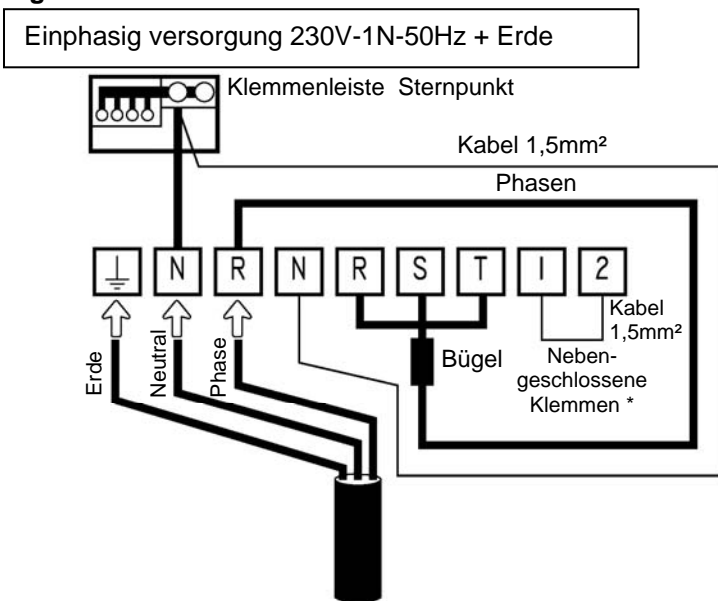 Einphasig versorgung 230V-1N-50Hz + Erde
Klemmenleiste Sternpunkt
Kabel 1,5mm²
Phasen
N R N R S T I 2
Erde
Neutral
Phase
Bügel
Kabel
1,5mm²
Neben-
geschlossene
Klemmen *